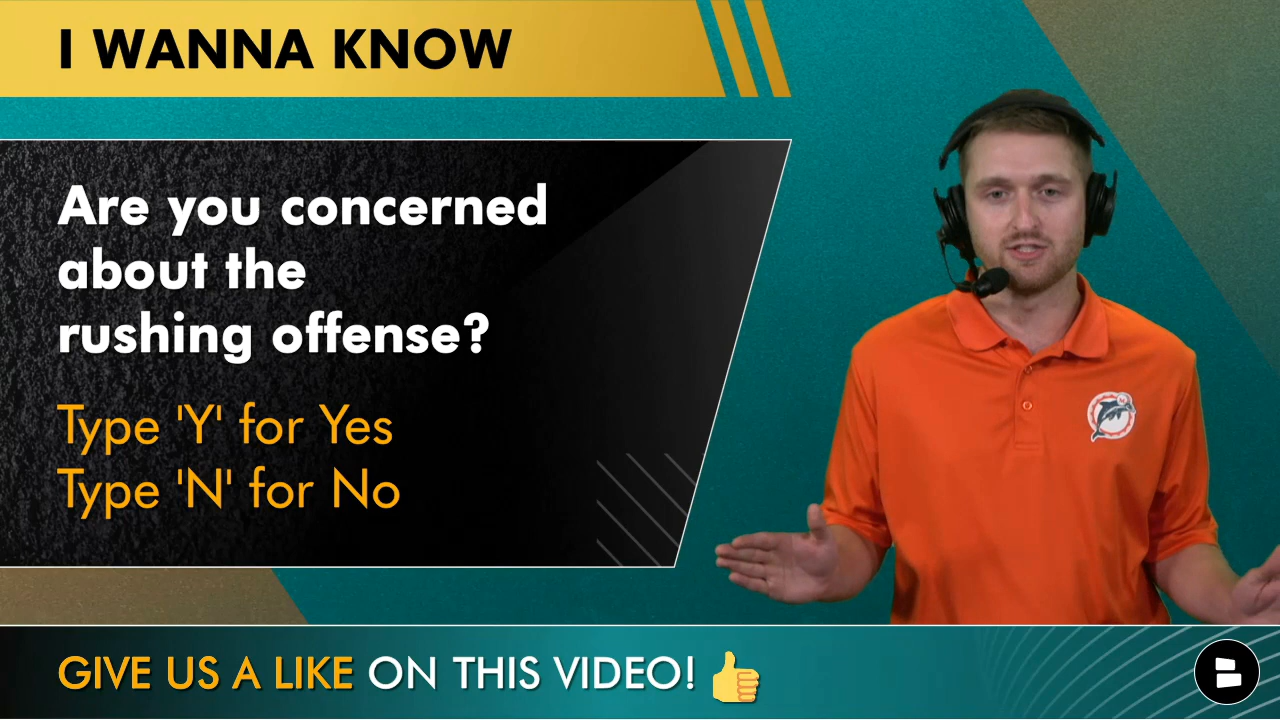 I WANNA KNOW
Are you concerned
about the
rushing offense?
Type 'Y' for Yes
Type 'N' for No
GIVE US A LIKE ON THIS VIDEO!